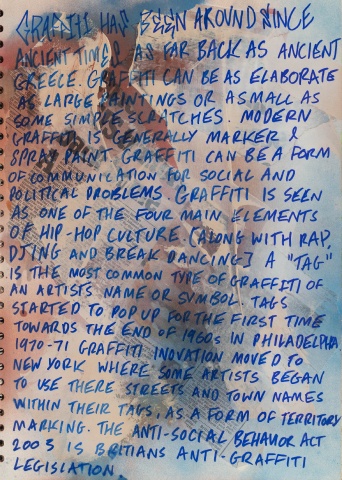 GRAFFITI HAS BEEN AROUND SINCE
ANCIENT TIMES. AS FAR BACK AS ANCIENT
GREECE. GRAFFITI CAN BE AS ELABORATE
AS LARGE PAINTINGS OR A SMALL AS
SOME SIMPLE SCRATCHES. MODERN
GRAFFITI IS GENERALLY MARKER &
SPRAY PAINT. GRAFFITI CAN BE A FORM
OF COMMUNICATION FOR SOCIAL AND
POLITICAL PROBLEMS. GRAFFITI IS SEEN
AS ONE OF THE FOUR MAIN ELEMENTS
OF HIP-HOP CULTURE. (ALONG WITH RAP,
DJING AND BREAK DANCING] A "TAG"
IS THE MOST COMMON TYPE OF GRAFFITI OF
AN ARTISTS NAME OR SYMBOL. TAGS
STARTED TO POP UP FOR THE FIRST TIME
TOWARDS THE END OF 1960s IN PHILADELPHIA
1970-71 GRAFFITI INOVATION MOVED TO
NEW YORK WHERE SOME ARTISTS BEGAN
TO USE THERE STREETS AND TOWN NAMES
WITHIN THEIR TAGS. AS A FORM OF TERRITORY
MARKING. THE ANTI-SOCIAL BEHAVIOR ACT
2003 IS BRITIANS ANTI-GRAFFITI
LEGISLATION.